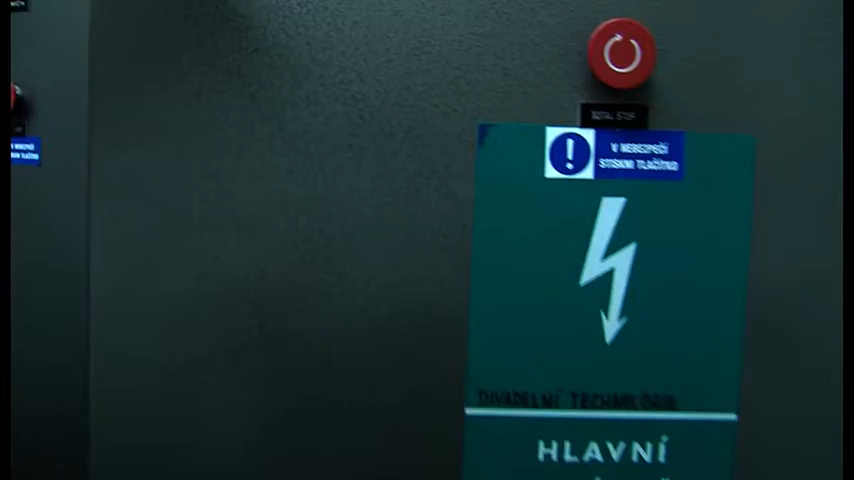 TOTAL STOP
V NEBEZPEČÍ
STISKNI TLAČÍTKO
DIVADELNÍ TECHNOLOGIE
HLAVNÍ